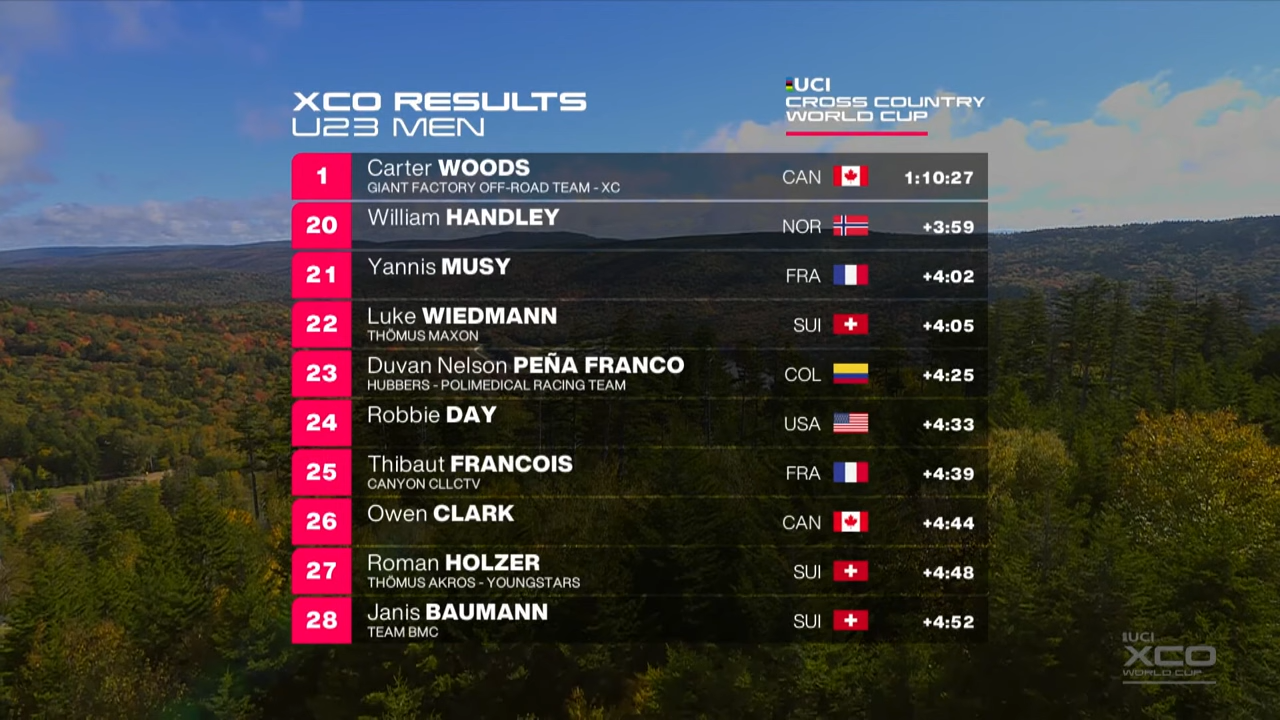 XCO RESULTS
U23 MEN
UCI
CROSS COUNTRY
WORLD CUP
1 Carter WOODS CAN 1:10:27
GIANT FACTORY OFF-ROAD TEAM - XC
20 William HANDLEY NOR +3:59
21 Yannis MUSY FRA +4:02
22 Luke WIEDMANN SUI +4:05
THÖMUS MAXON
23 Duvan Nelson PEÑA FRANCO COL +4:25
HUBBERS - POLIMEDICAL RACING TEAM
24 Robbie DAY USA +4:33
25 Thibaut FRANCOIS FRA +4:39
CANYON CLLCTV
26 Owen CLARK CAN +4:44
27 Roman HOLZER SUI +4:48
THÖMUS AKROS - YOUNGSTARS
28 Janis BAUMANN SUI +4:52
TEAM BMC
UCI
XCO
WORLD CUP